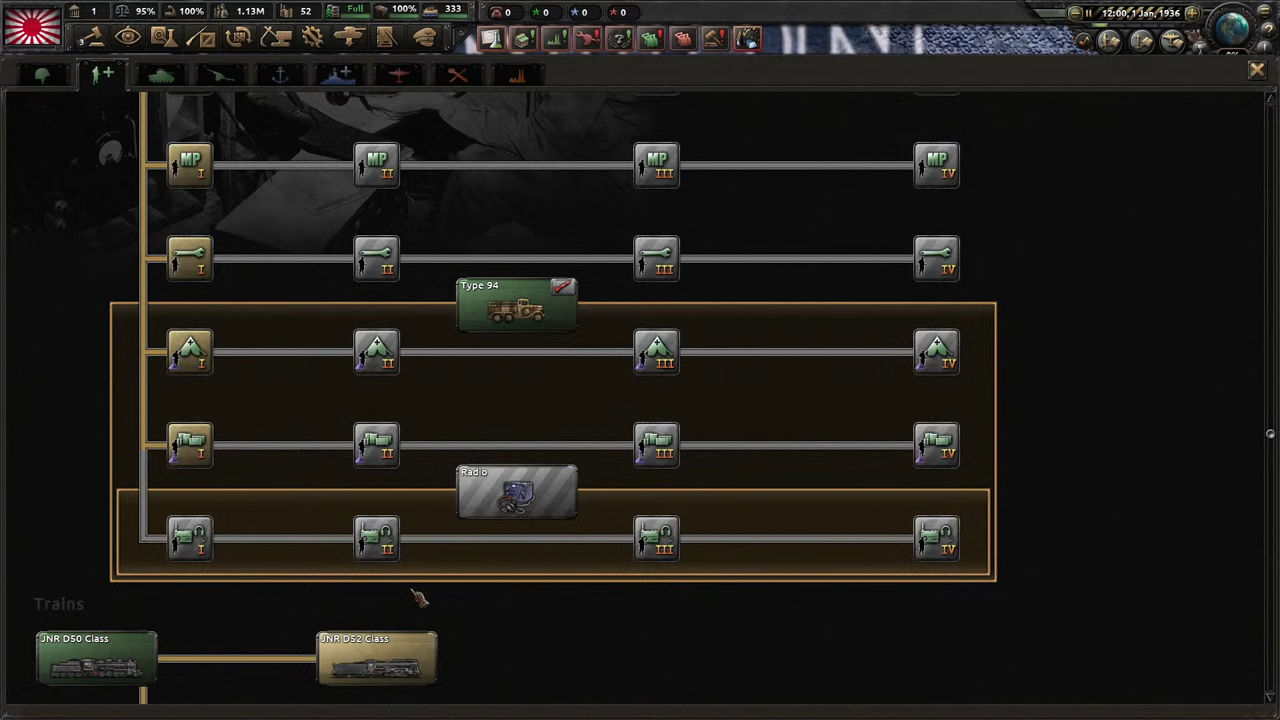 1 95% 100% 1.13M 52 Full 100% 333 0 0 0 0 12:00, 1 Jan, 1936
3
0%
MP I MP II MP III MP IV
I II III IV
Type 94
I II III IV
I II III IV
Radio
I II III IV
Trains
JNR D50 Class JNR D52 Class